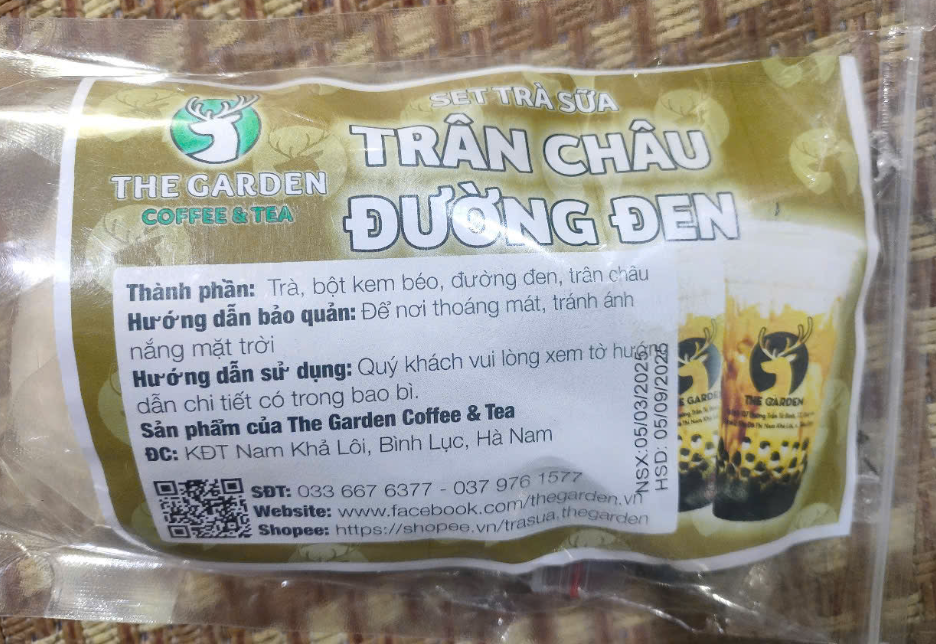 SET TRÀ SỮA
TRÂN CHÂU
ĐƯỜNG ĐEN
THE GARDEN
COFFEE & TEA
Thành phần: Trà, bột kem béo, đường đen, trân châu
Hướng dẫn bảo quản: Để nơi thoáng mát, tránh ánh
nắng mặt trời
Hướng dẫn sử dụng: Quý khách vui lòng xem tờ hướng
dẫn chi tiết có trong bao bì.
Sản phẩm của The Garden Coffee & Tea
ĐC: KĐT Nam Khả Lôi, Bình Lục, Hà Nam
SĐT: 033 667 6377 - 037 976 1577
Website: www.facebook.com/thegarden.vn
Shopee: https://shopee.vn/trasua.thegarden
NSX:05/03/2025
HSD: 05/09/2025
THE GARDEN
THE GARDEN